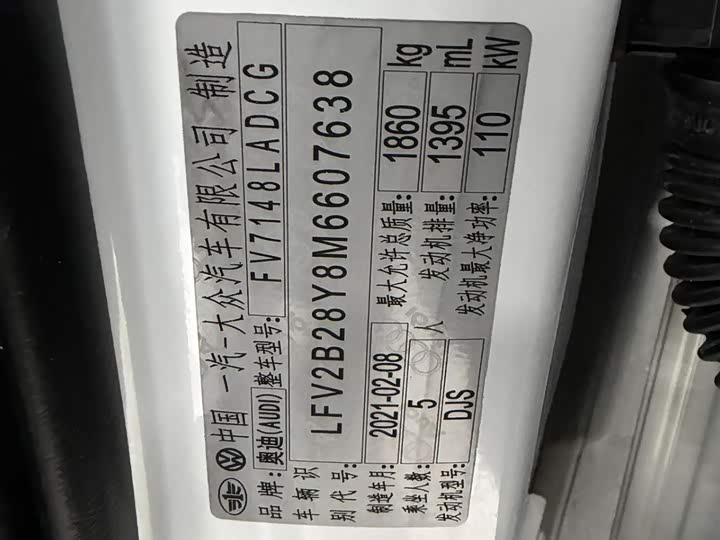 中国 一汽-大众汽车有限公司 制造
品牌: 奥迪(AUDI) 整车型号: FV7148LADCG
车辆识别代号: LFV2B28Y8M6607638
制造年月: 2021-02-08 最大允许总质量: 1860 kg
乘坐人数: 5 人 发动机排量: 1395 mL
发动机型号: DJS 发动机最大净功率: 110 kW